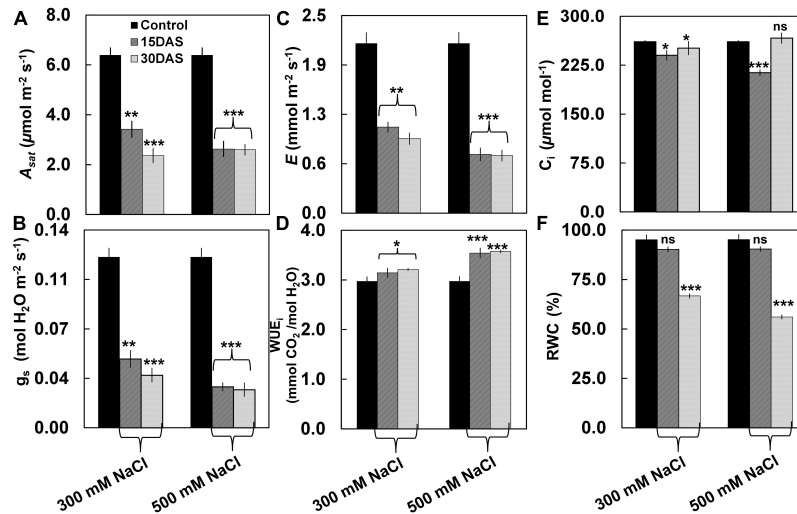 A
A_sat (µmol m⁻² s⁻¹)
8.0
6.0
4.0
2.0
0.0
Control
15DAS
30DAS
**
***
***
B
g_s (mol H₂O m⁻² s⁻¹)
0.14
0.11
0.07
0.04
0.00
**
***
***
300 mM NaCl
500 mM NaCl
C
E (mmol m⁻² s⁻¹)
2.5
1.9
1.3
0.6
0.0
**
***
D
WUE_i
(mmol CO₂ /mol H₂O)
4.0
3.0
2.0
1.0
0.0
*
***
***
300 mM NaCl
500 mM NaCl
E
C_i (µmol mol⁻¹)
300.0
225.0
150.0
75.0
0.0
*
*
***
ns
F
RWC (%)
100.0
75.0
50.0
25.0
0.0
ns
***
ns
***
300 mM NaCl
500 mM NaCl